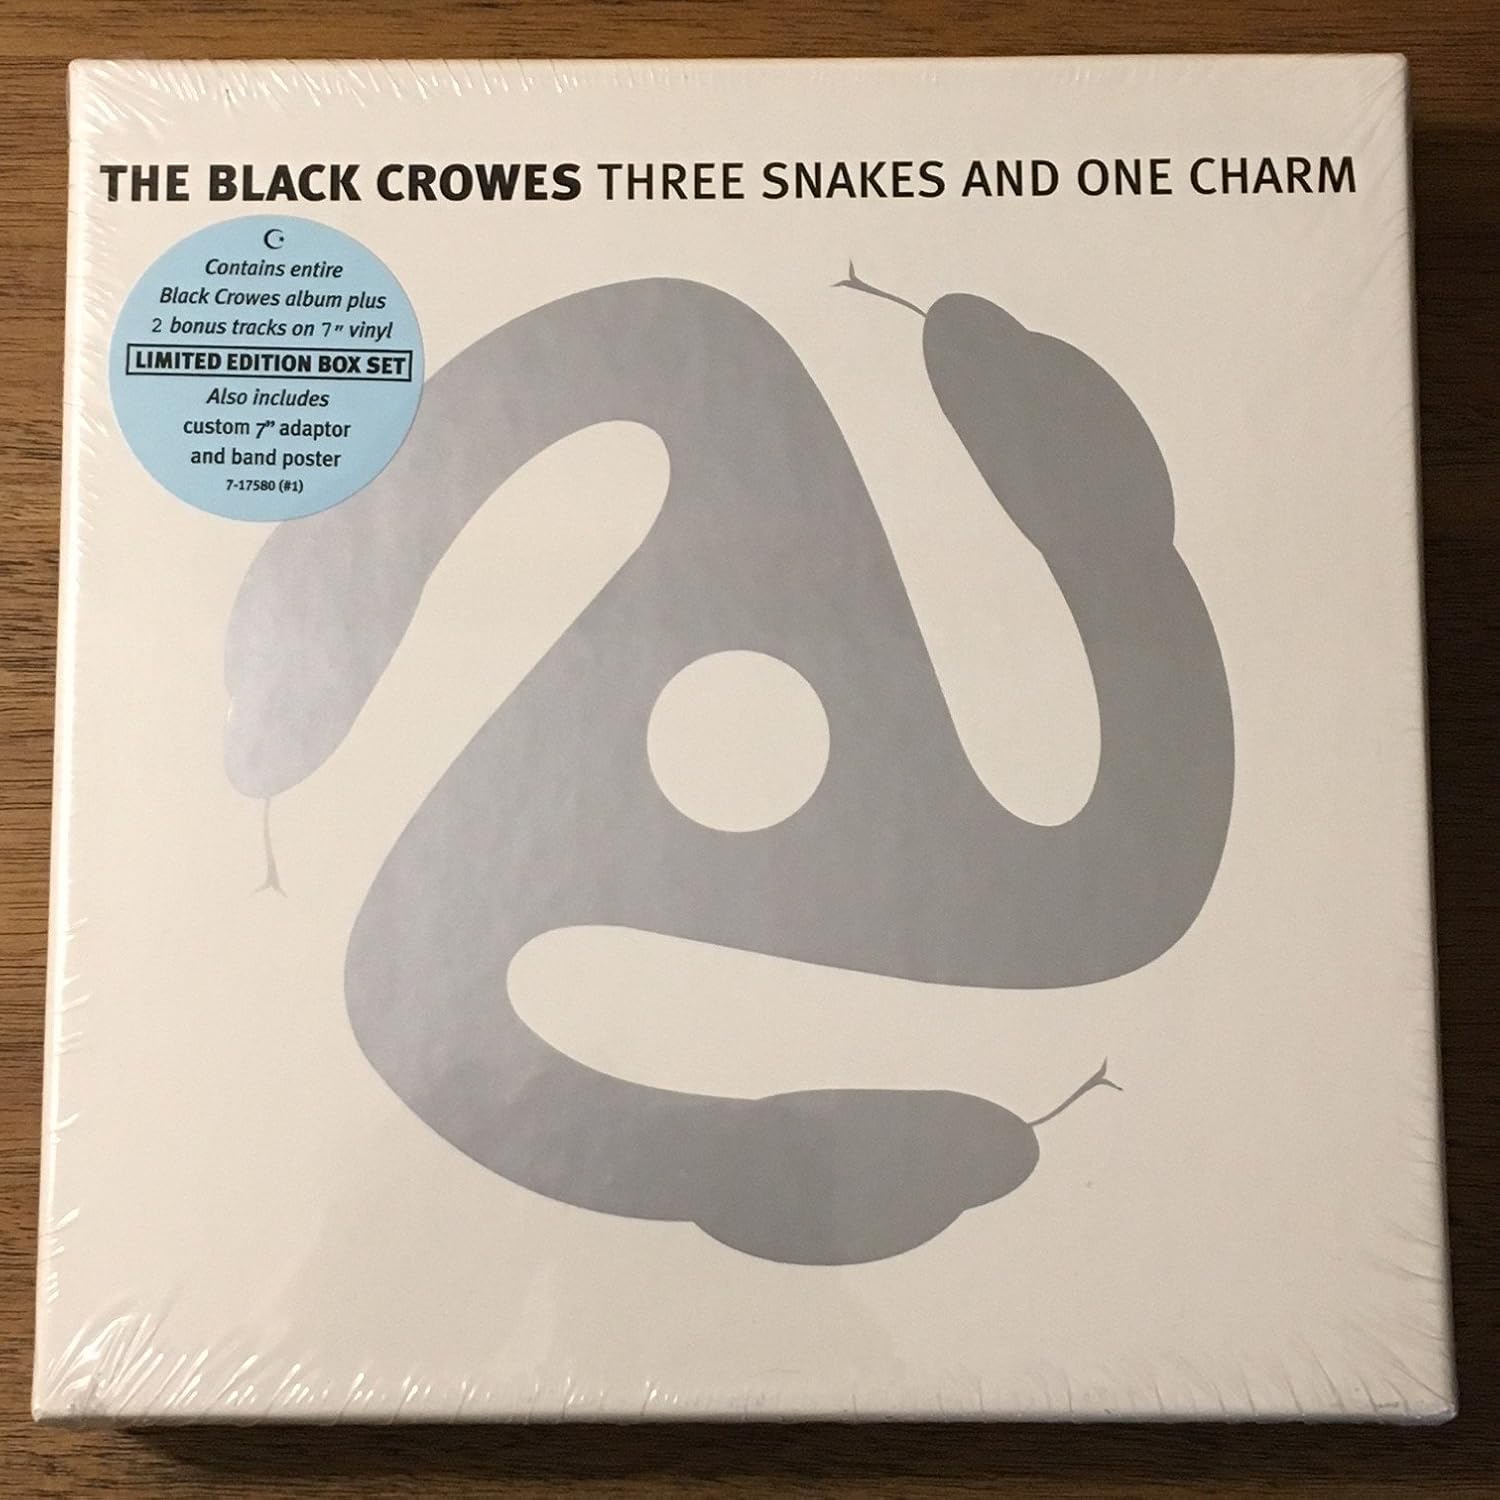 THE BLACK CROWES THREE SNAKES AND ONE CHARM
Contains entire
Black Crowes album plus
2 bonus tracks on 7" vinyl
LIMITED EDITION BOX SET
Also includes
custom 7" adaptor
and band poster
7-17580 (#1)